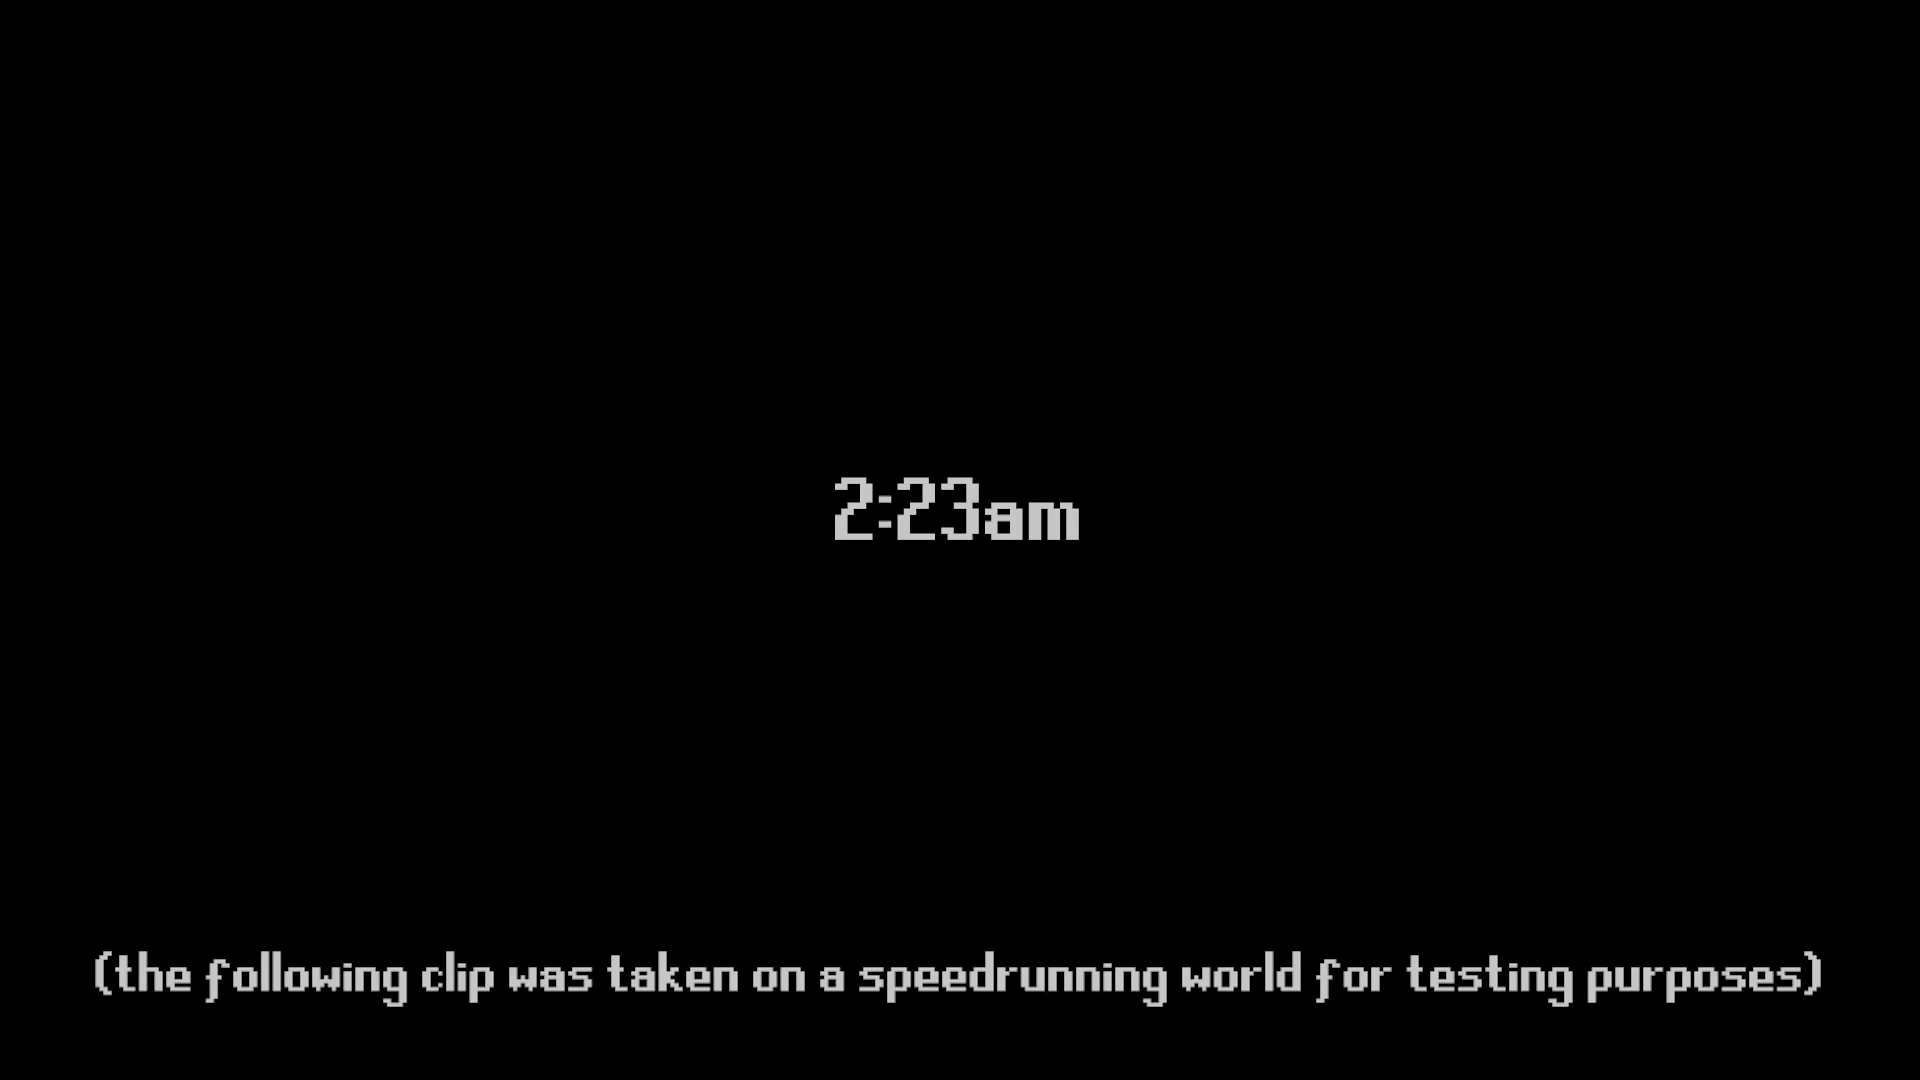 2:23am
(the following clip was taken on a speedrunning world for testing purposes)